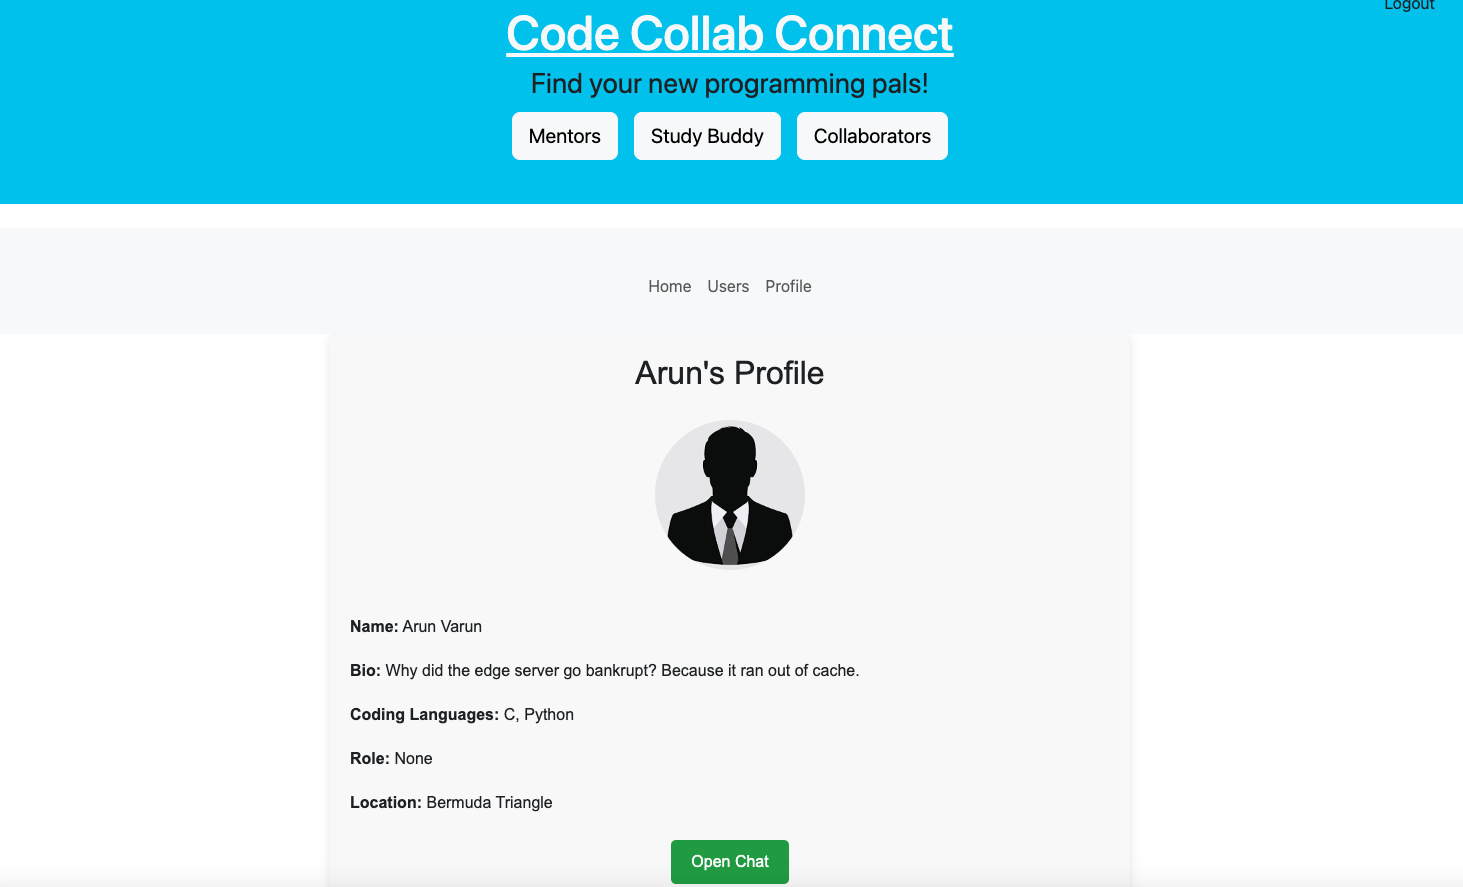 Logout
Code Collab Connect
Find your new programming pals!
Mentors Study Buddy Collaborators
Home Users Profile
Arun's Profile
Name: Arun Varun
Bio: Why did the edge server go bankrupt? Because it ran out of cache.
Coding Languages: C, Python
Role: None
Location: Bermuda Triangle
Open Chat